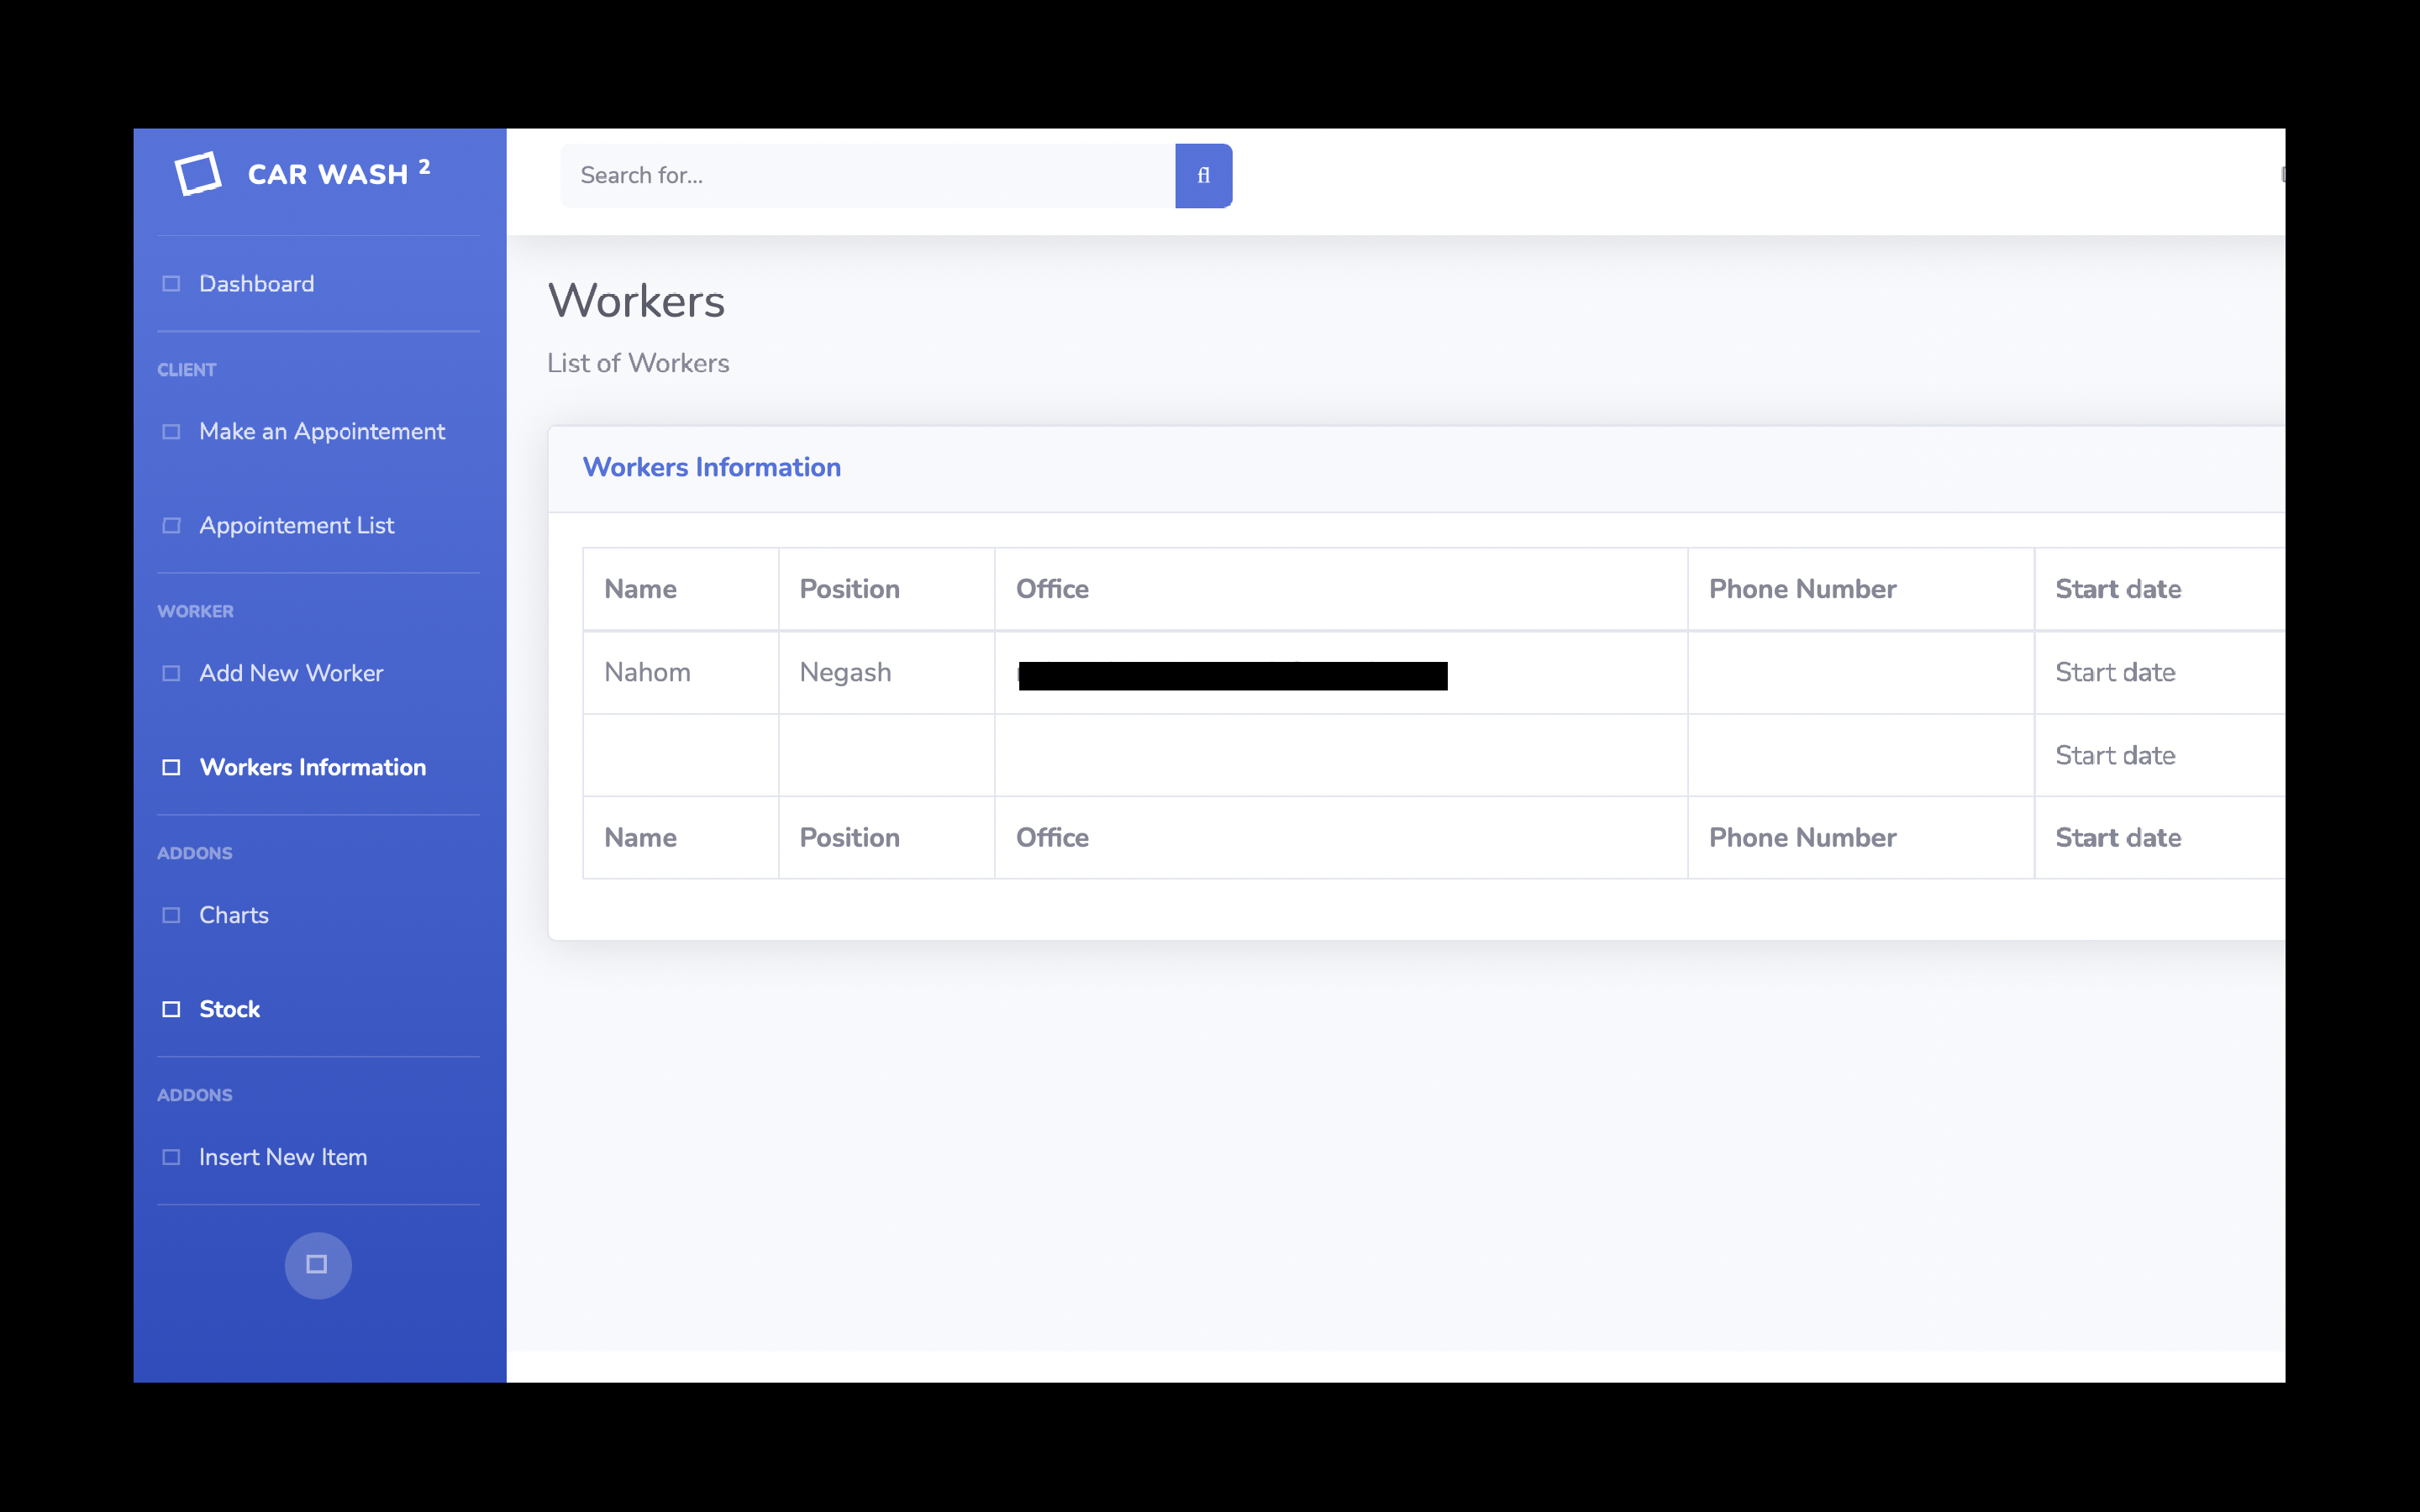 CAR WASH 2
Search for...
Dashboard
CLIENT
Make an Appointement
Appointement List
WORKER
Add New Worker
Workers Information
ADDONS
Charts
Stock
ADDONS
Insert New Item
Workers
List of Workers
Workers Information
Name Position Office Phone Number Start date
Nahom Negash Start date
Start date
Name Position Office Phone Number Start date